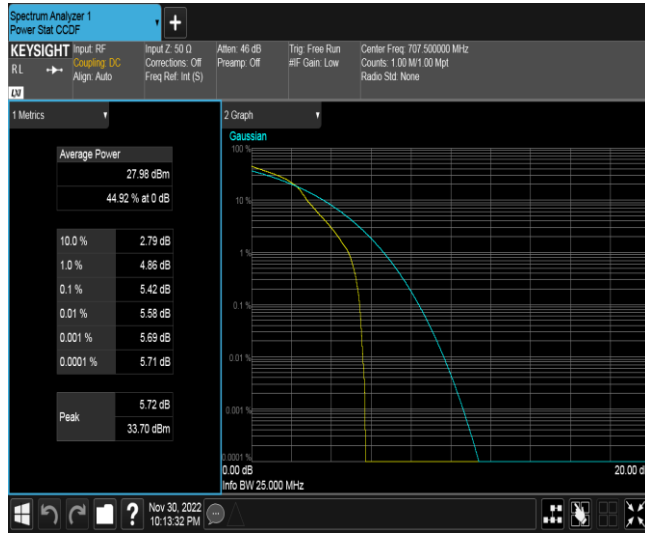 Spectrum Analyzer 1
Power Stat CCDF
+
KEYSIGHT
RL
LXI
Input: RF
Coupling: DC
Align: Auto
Input Z: 50 Ω
Corrections: Off
Freq Ref: Int (S)
Atten: 46 dB
Preamp: Off
Trig: Free Run
#IF Gain: Low
Center Freq: 707.500000 MHz
Counts: 1.00 M/1.00 Mpt
Radio Std: None
1 Metrics
Average Power
27.98 dBm
44.92 % at 0 dB
10.0 % 2.79 dB
1.0 % 4.86 dB
0.1 % 5.42 dB
0.01 % 5.58 dB
0.001 % 5.69 dB
0.0001 % 5.71 dB
Peak
5.72 dB
33.70 dBm
2 Graph
Gaussian
100 %
10 %
1 %
0.1 %
0.01 %
0.001 %
0.0001 %
0.00 dB
20.00 d
Info BW 25.000 MHz
?
Nov 30, 2022
10:13:32 PM